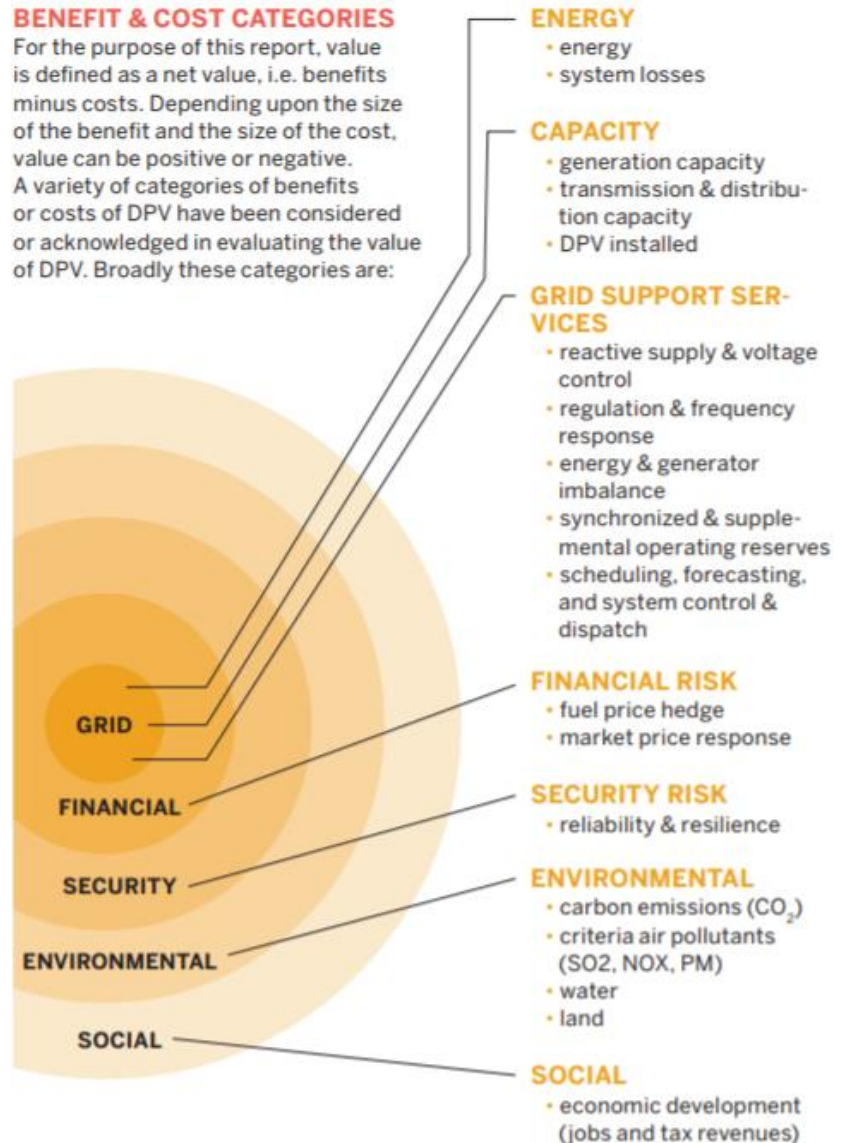 BENEFIT & COST CATEGORIES
For the purpose of this report, value
is defined as a net value, i.e. benefits
minus costs. Depending upon the size
of the benefit and the size of the cost,
value can be positive or negative.
A variety of categories of benefits
or costs of DPV have been considered
or acknowledged in evaluating the value
of DPV. Broadly these categories are:
GRID
FINANCIAL
SECURITY
ENVIRONMENTAL
SOCIAL
ENERGY
• energy
• system losses
CAPACITY
• generation capacity
• transmission & distribu-
tion capacity
• DPV installed
GRID SUPPORT SER-
VICES
• reactive supply & voltage
control
• regulation & frequency
response
• energy & generator
imbalance
• synchronized & supple-
mental operating reserves
• scheduling, forecasting,
and system control &
dispatch
FINANCIAL RISK
• fuel price hedge
• market price response
SECURITY RISK
• reliability & resilience
ENVIRONMENTAL
• carbon emissions (CO₂)
• criteria air pollutants
(SO2, NOX, PM)
• water
• land
SOCIAL
• economic development
(jobs and tax revenues)